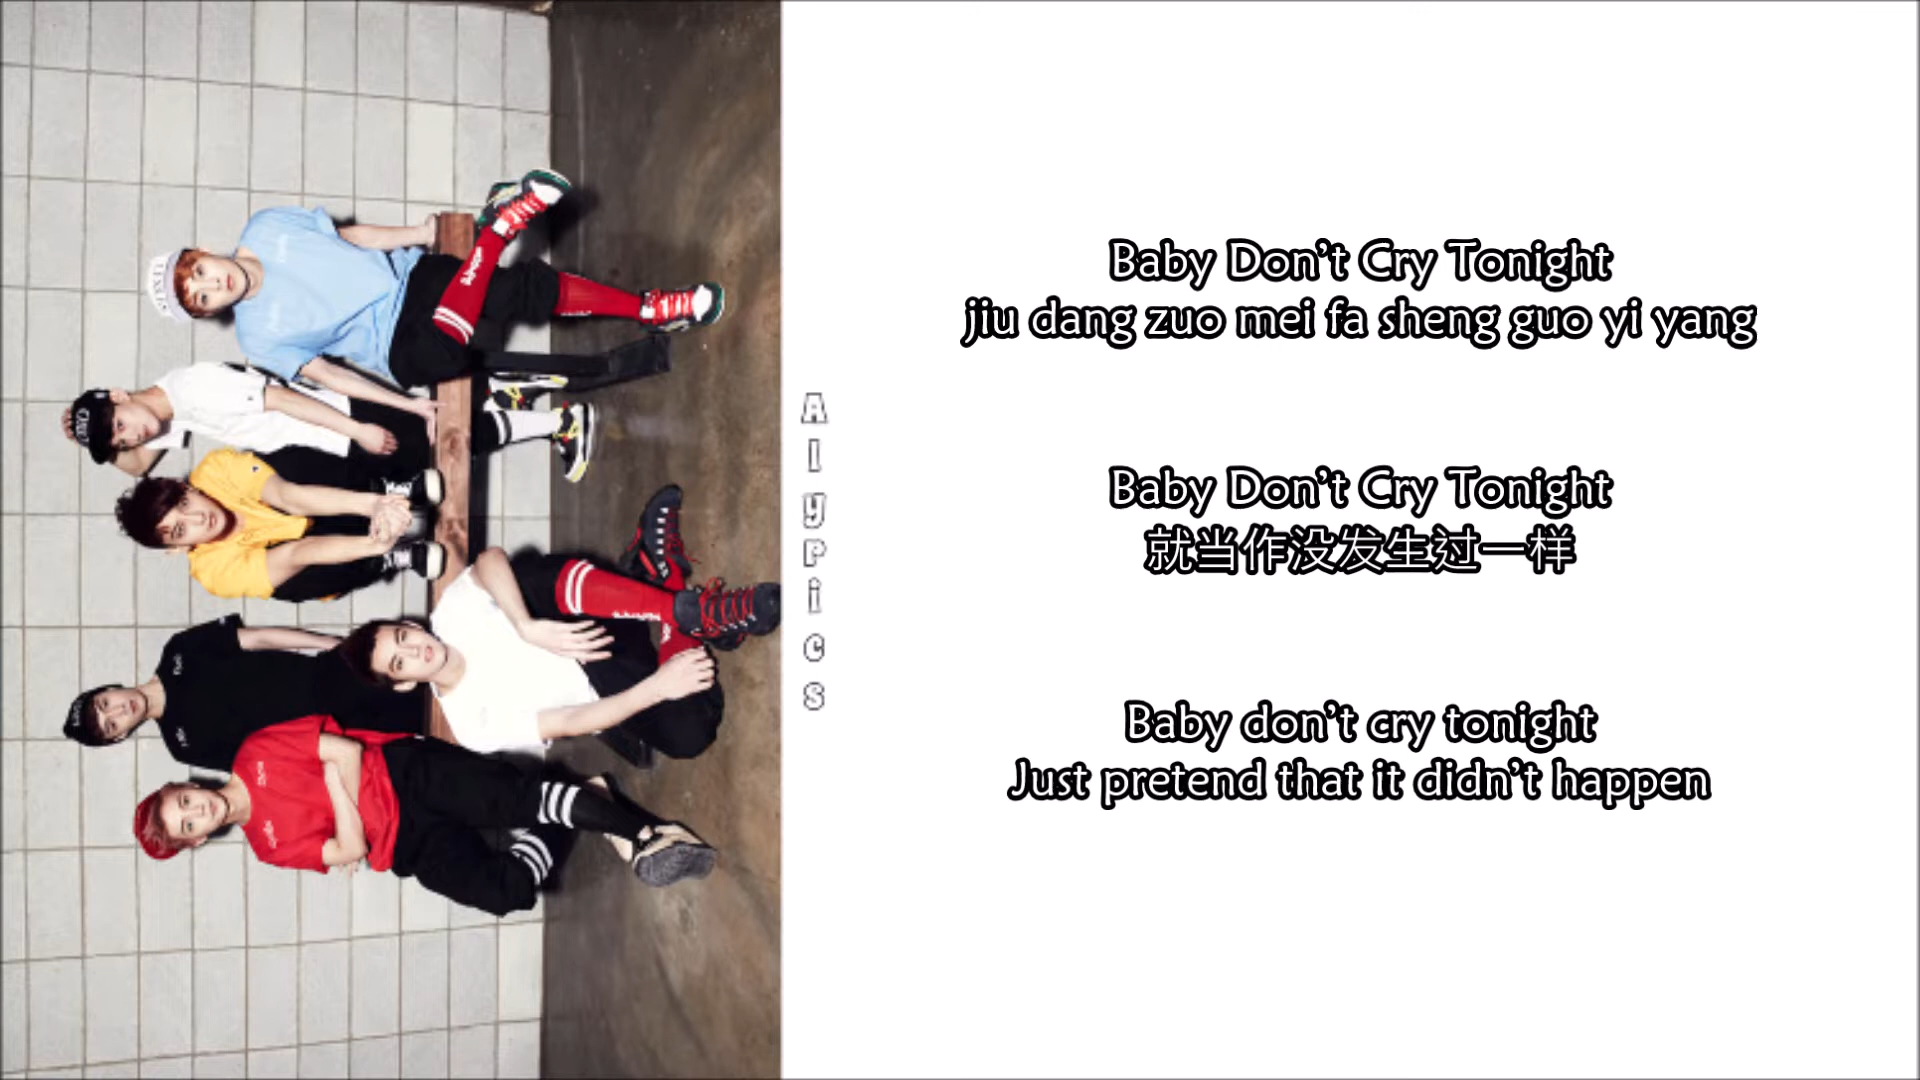 Alypics
Baby Don't Cry Tonight
jiu dang zuo mei fa sheng guo yi yang
Baby Don't Cry Tonight
就当作没发生过一样
Baby don't cry tonight
Just pretend that it didn't happen